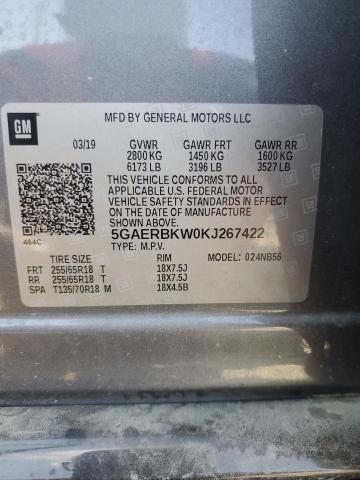 GM
MFD BY GENERAL MOTORS LLC
03/19 GVWR GAWR FRT GAWR RR
2800 KG 1450 KG 1600 KG
6173 LB 3196 LB 3527 LB
THIS VEHICLE CONFORMS TO ALL
APPLICABLE U.S. FEDERAL MOTOR
VEHICLE SAFETY STANDARDS IN EFFECT
ON THE DATE OF MANUFACTURE
SHOWN ABOVE.
464C
5GAERBKW0KJ267422
TYPE: M.P.V.
TIRE SIZE RIM MODEL: 024NB56
FRT 255/65R18 T 18X7.5J
RR 255/65R18 T 18X7.5J
SPA T135/70R18 M 18X4.5B